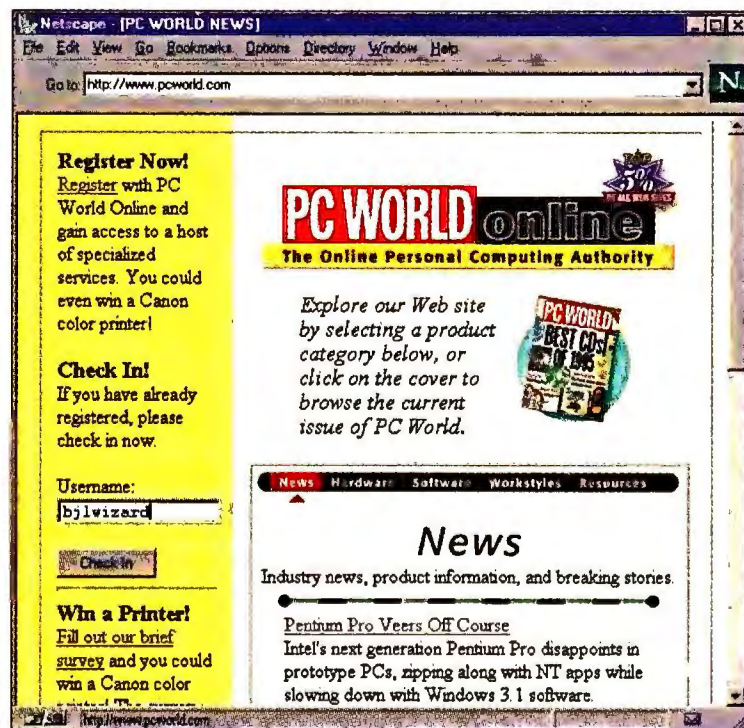 Netscape - [PC WORLD NEWS]
File Edit View Go Bookmarks Options Directory Window Help
Go to: http://www.pcworld.com
N
Register Now!
Register with PC
World Online and
gain access to a host
of specialized
services. You could
even win a Canon
color printer!
Check In!
If you have already
registered, please
check in now.
Username:
bjlwizard
Check In
Win a Printer!
Fill out our brief
survey and you could
win a Canon color
5%
OF ALL WEB SITES
PC WORLD online
The Online Personal Computing Authority
Explore our Web site
by selecting a product
category below, or
click on the cover to
browse the current
issue of PC World.
PC WORLD
BEST CDs
OF 1995
News Hardware Software Workstyles Resources
News
Industry news, product information, and breaking stories.
Pentium Pro Veers Off Course
Intel's next generation Pentium Pro disappoints in
prototype PCs, zipping along with NT apps while
slowing down with Windows 3.1 software.
http://www.pcworld.com